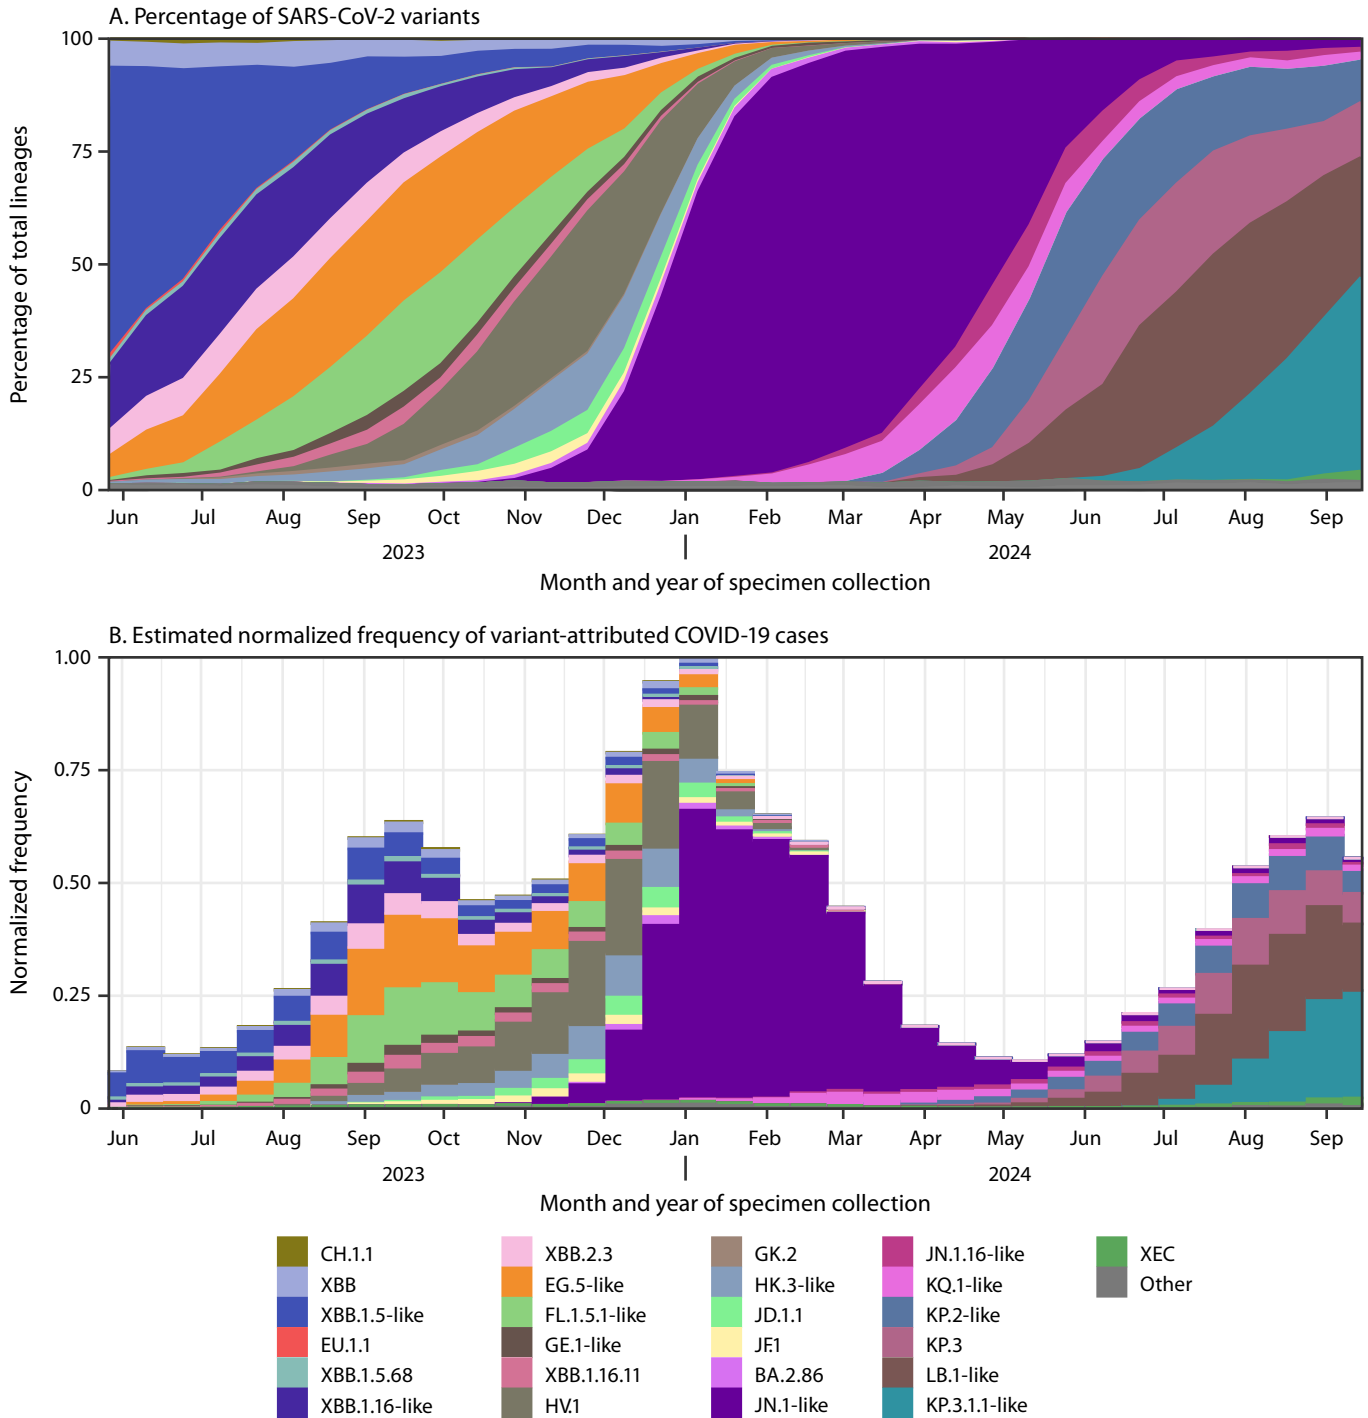 A. Percentage of SARS-CoV-2 variants
Percentage of total lineages
100
75
50
25
0
Jun Jul Aug Sep Oct Nov Dec Jan Feb Mar Apr May Jun Jul Aug Sep
2023 2024
Month and year of specimen collection
B. Estimated normalized frequency of variant-attributed COVID-19 cases
Normalized frequency
1.00
0.75
0.50
0.25
0
Jun Jul Aug Sep Oct Nov Dec Jan Feb Mar Apr May Jun Jul Aug Sep
2023 2024
Month and year of specimen collection
CH.1.1
XBB
XBB.1.5-like
EU.1.1
XBB.1.5.68
XBB.1.16-like
XBB.2.3
EG.5-like
FL.1.5.1-like
GE.1-like
XBB.1.16.11
HV.1
GK.2
HK.3-like
JD.1.1
JF.1
BA.2.86
JN.1-like
JN.1.16-like
KQ.1-like
KP.2-like
KP.3
LB.1-like
KP.3.1.1-like
XEC
Other